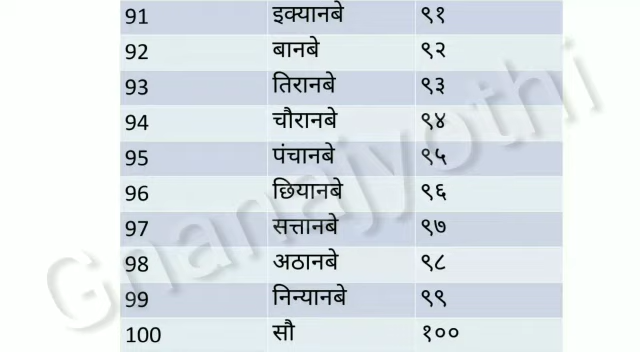 91 इक्यानबे ९१
92 बानबे ९२
93 तिरानबे ९३
94 चौरानबे ९४
95 पंचानबे ९५
96 छियानबे ९६
97 सत्तानबे ९७
98 अठानबे ९८
99 निन्यानबे ९९
100 सौ १००
Gnanajyothi